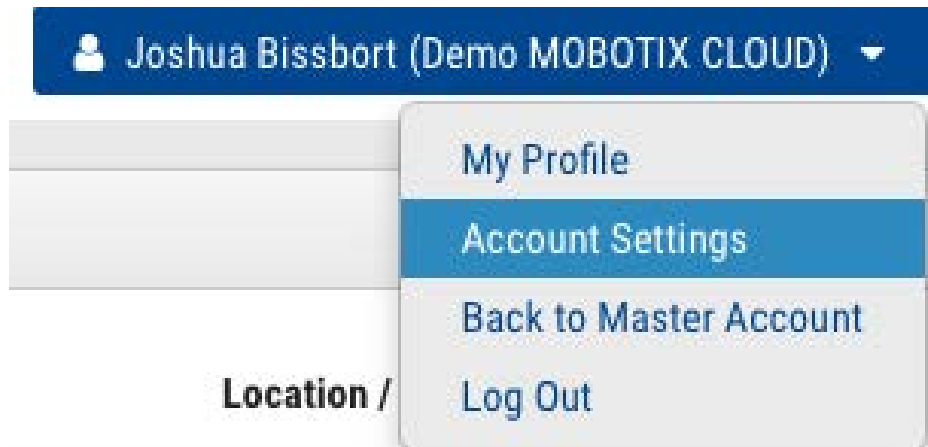 Joshua Bissbort (Demo MOBOTIX CLOUD)
My Profile
Account Settings
Back to Master Account
Location /
Log Out